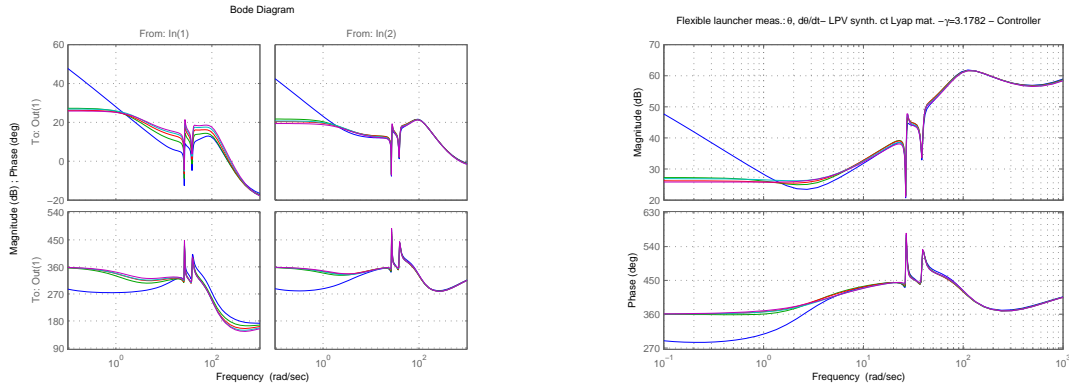 Bode Diagram
From: In(1)
From: In(2)
Magnitude (dB) ; Phase (deg)
To: Out(1)
60
40
20
0
−20
To: Out(1)
540
450
360
270
180
90
10^0
10^2
10^0
10^2
Frequency (rad/sec)
Flexible launcher meas.: θ, dθ/dt− LPV synth. ct Lyap mat. −γ=3.1782 − Controller
Magnitude (dB)
70
60
50
40
30
20
Phase (deg)
630
540
450
360
270
10^−1
10^0
10^1
10^2
10^3
Frequency (rad/sec)